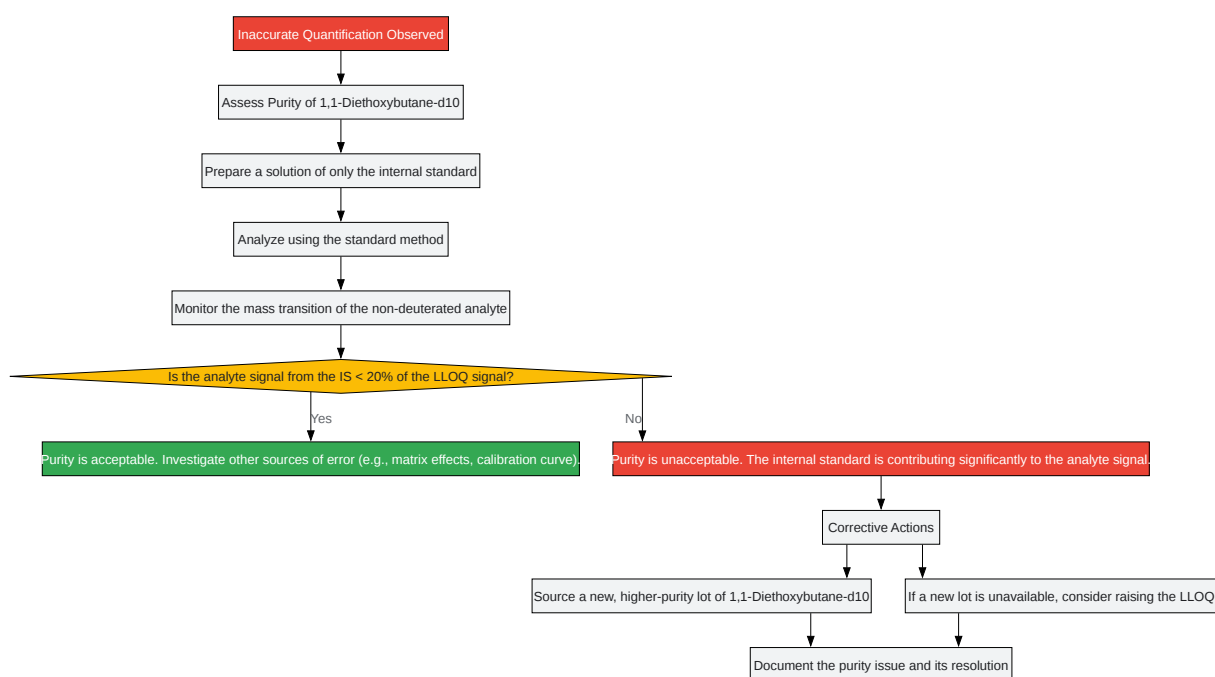 Inaccurate Quantification Observed
Assess Purity of 1,1-Diethoxybutane-d10
Prepare a solution of only the internal standard
Analyze using the standard method
Monitor the mass transition of the non-deuterated analyte
Is the analyte signal from the IS < 20% of the LLOQ signal?
Yes
No
Purity is acceptable. Investigate other sources of error (e.g., matrix effects, calibration curve).
Purity is unacceptable. The internal standard is contributing significantly to the analyte signal.
Corrective Actions
Source a new, higher-purity lot of 1,1-Diethoxybutane-d10
If a new lot is unavailable, consider raising the LLOQ
Document the purity issue and its resolution